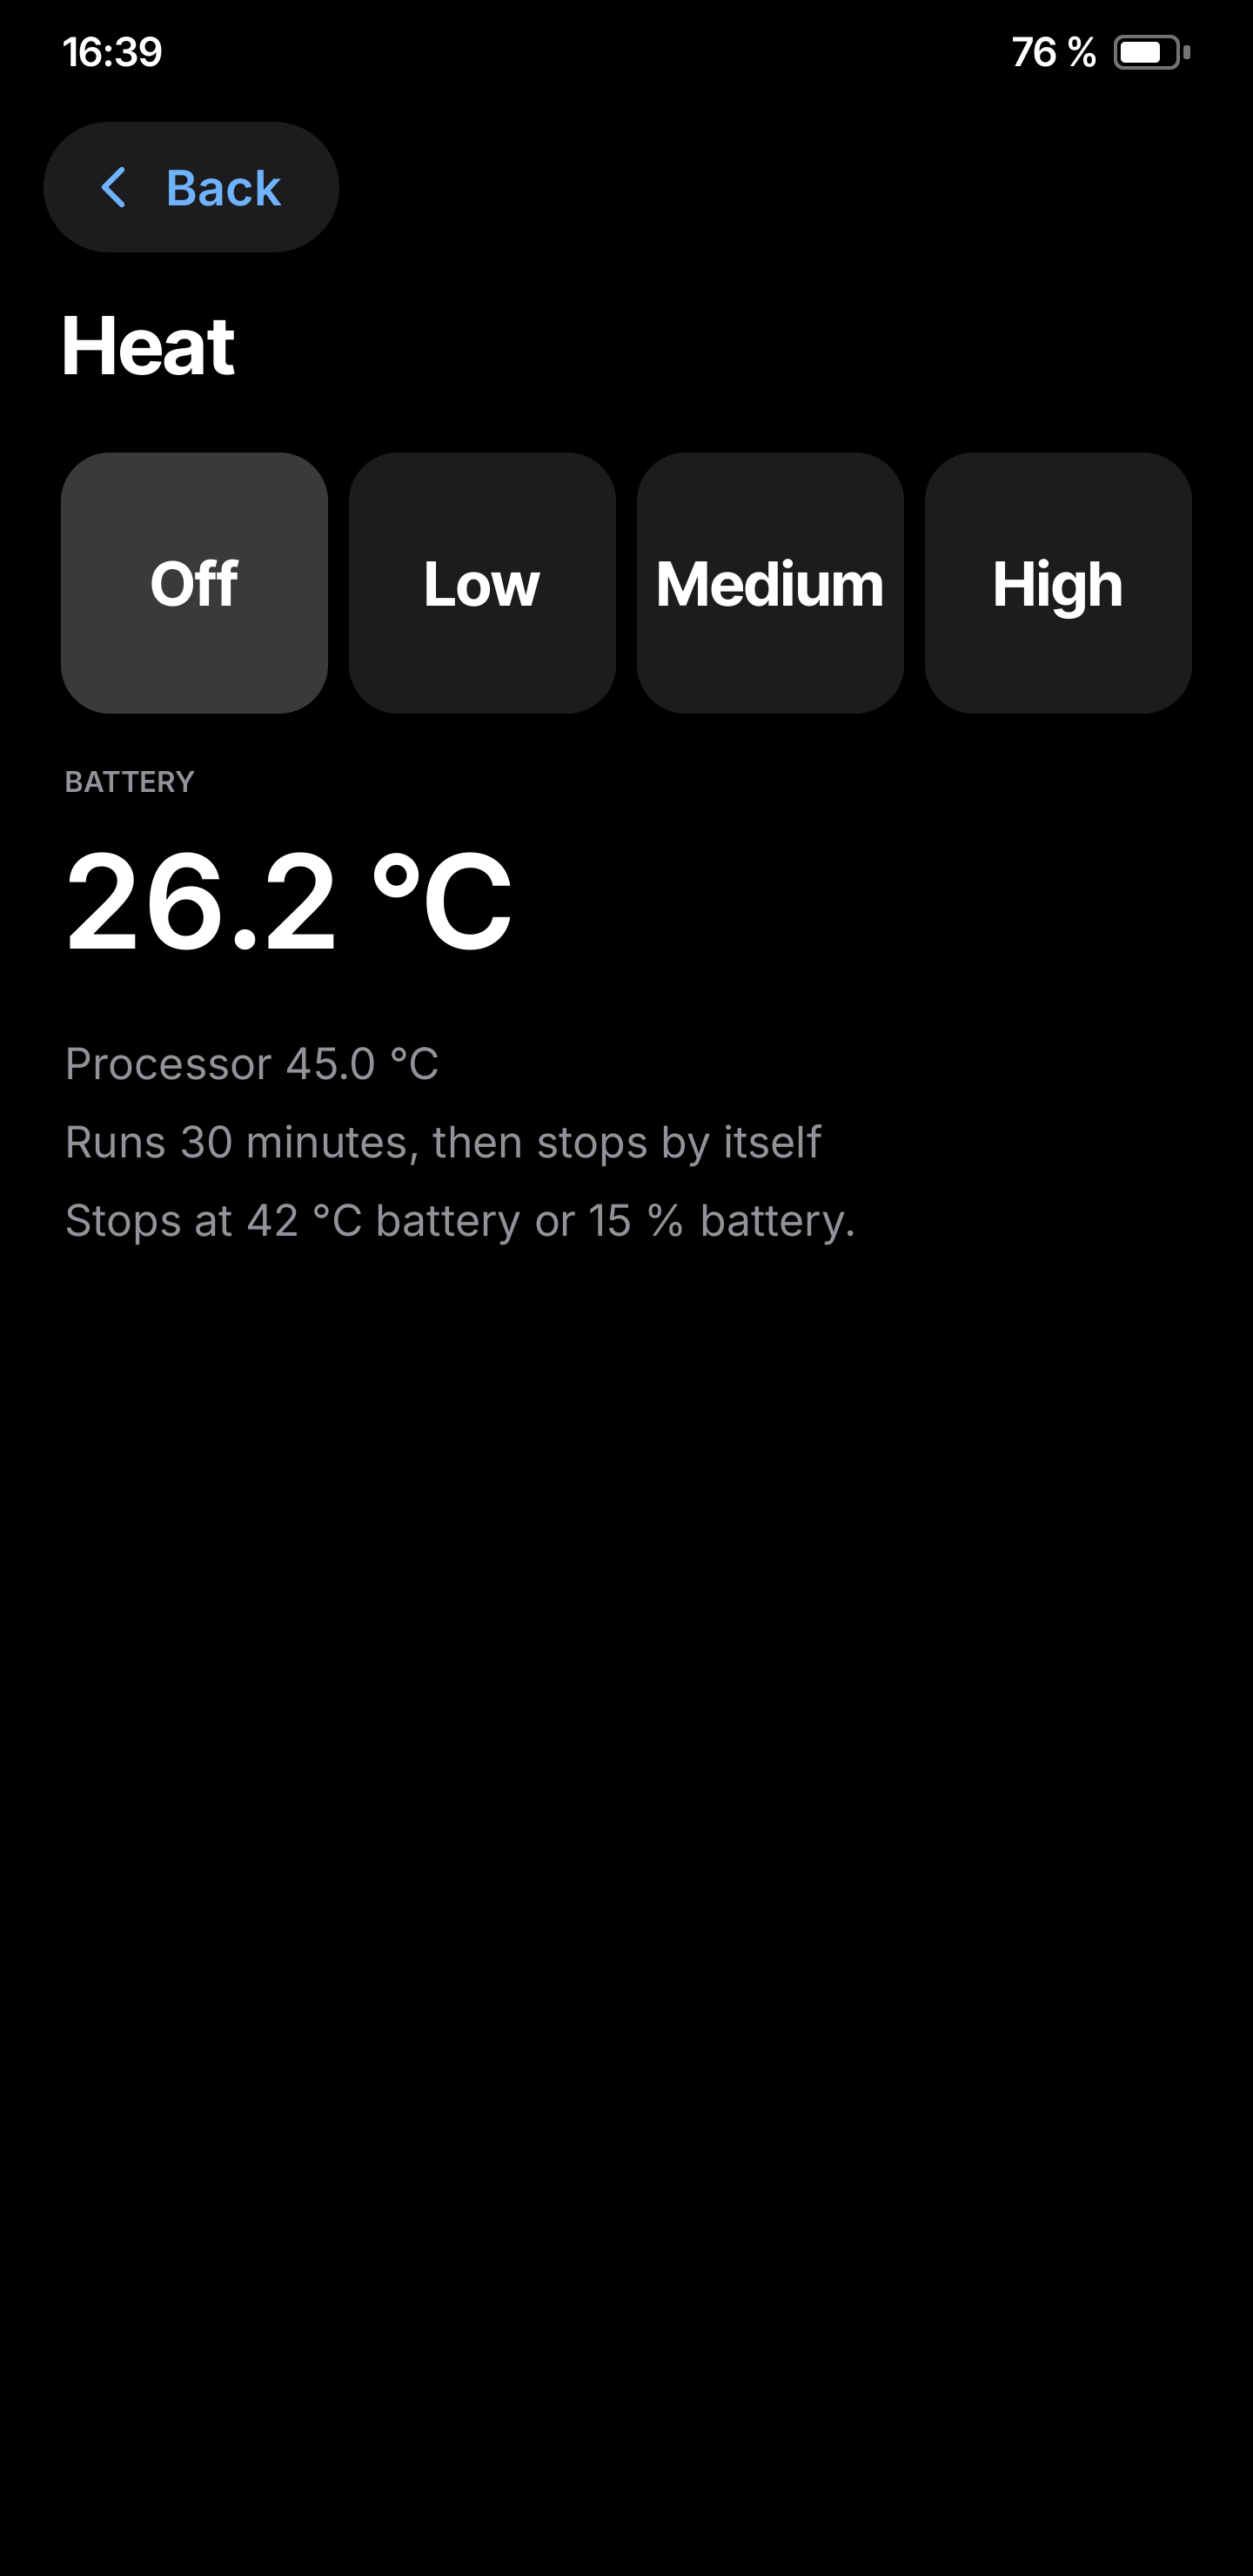 16:39
76 %
Back
Heat
Off
Low
Medium
High
BATTERY
26.2 °C
Processor 45.0 °C
Runs 30 minutes, then stops by itself
Stops at 42 °C battery or 15 % battery.